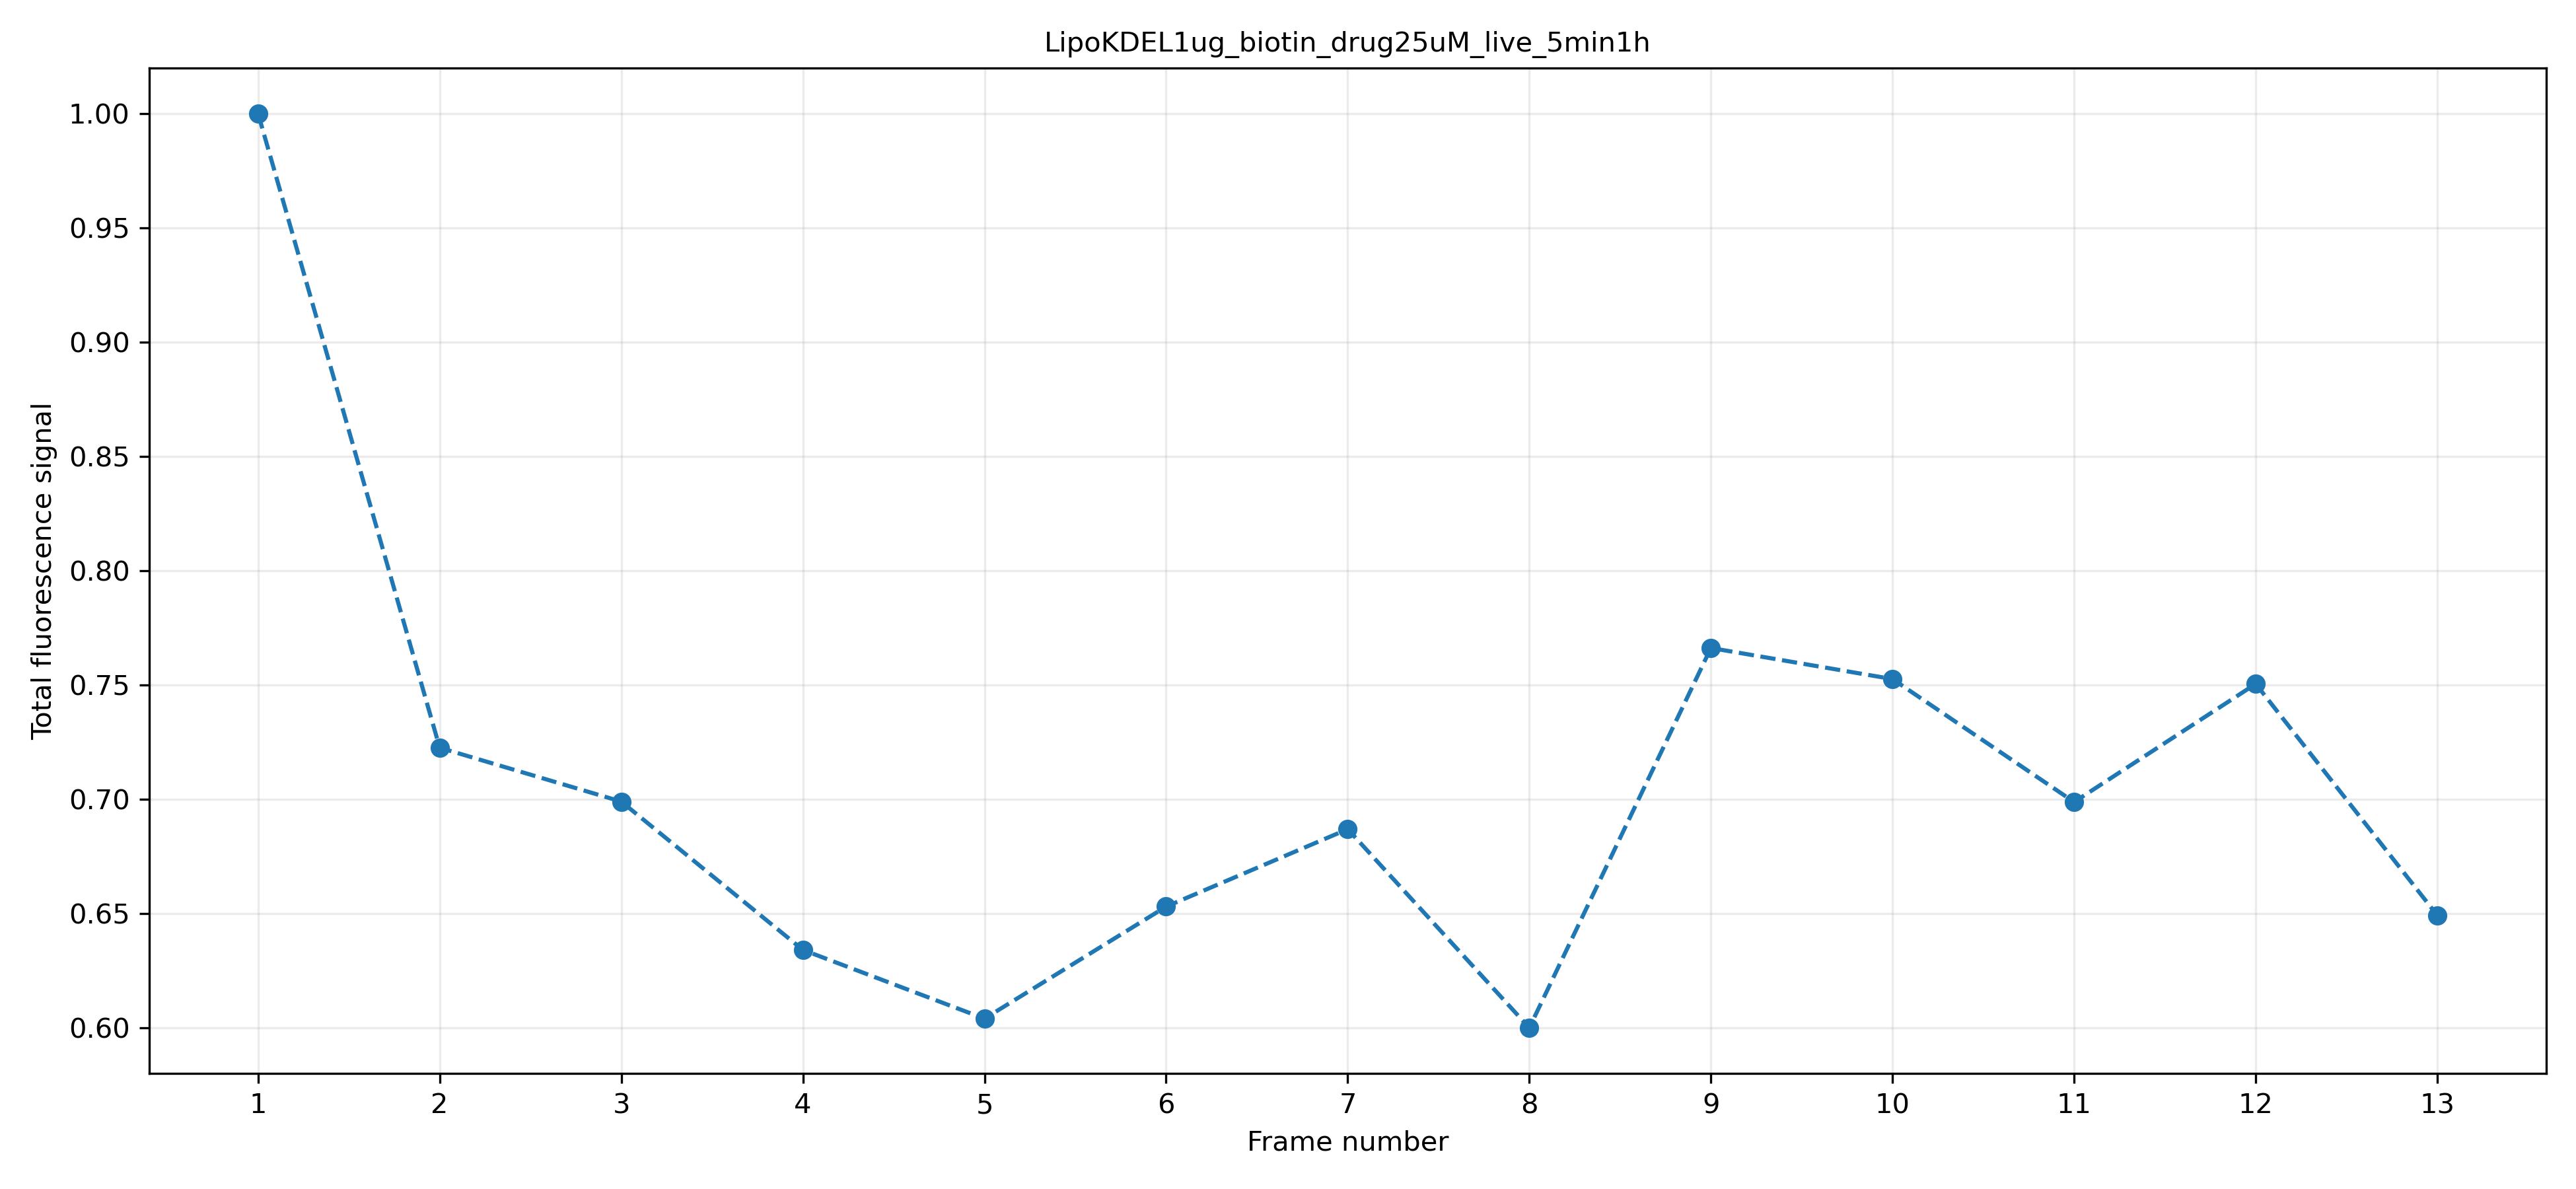 LipoKDEL1ug_biotin_drug25uM_live_5min1h
Total fluorescence signal
1.00
0.95
0.90
0.85
0.80
0.75
0.70
0.65
0.60
1 2 3 4 5 6 7 8 9 10 11 12 13
Frame number